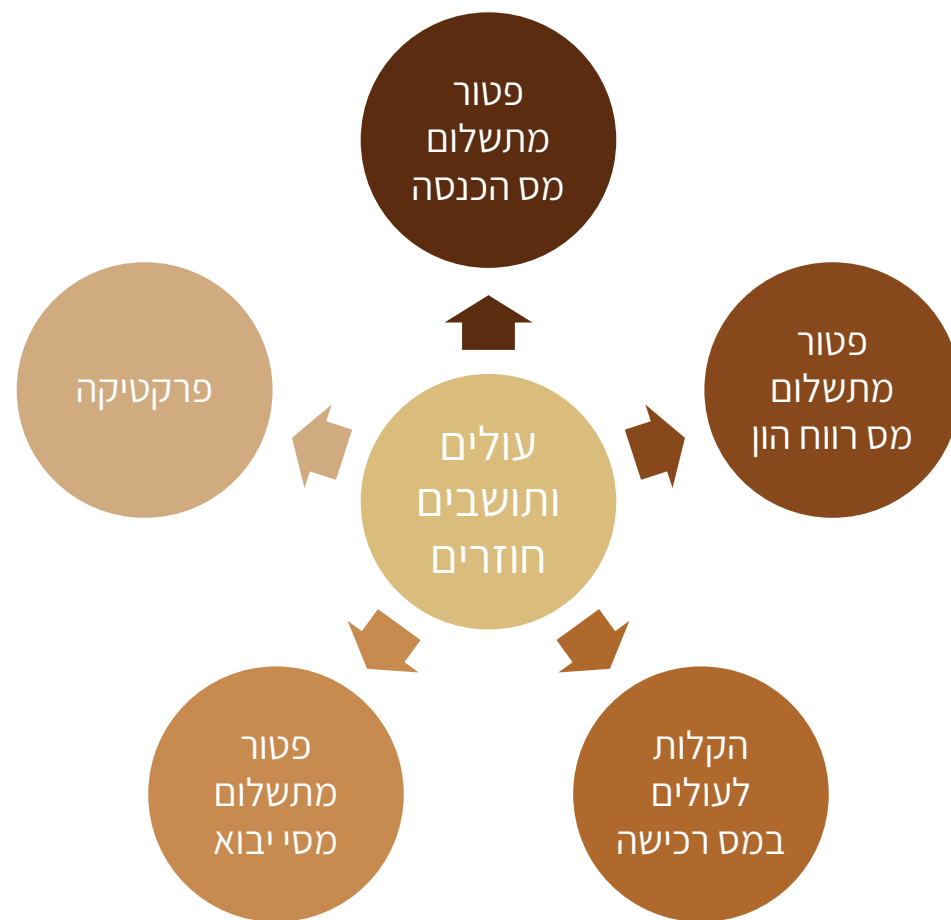 פטור
מתשלום
מס הכנסה
פטור
מתשלום
מס רווח הון
פרקטיקה
עולים
ותושבים
חוזרים
הקלות
לעולים
במס רכישה
פטור
מתשלום
מסי יבוא